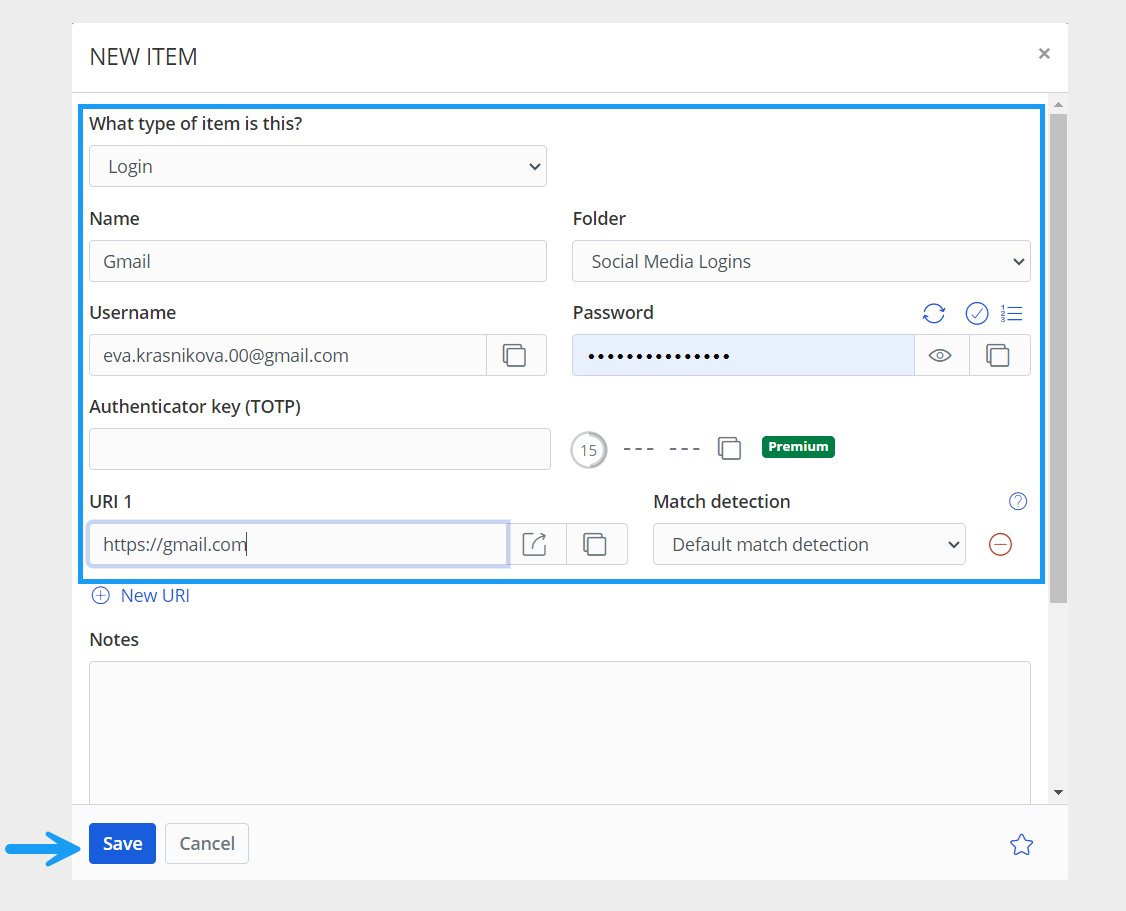 NEW ITEM
×
What type of item is this?
Login
Name
Folder
Gmail
Social Media Logins
Username
Password
eva.krasnikova.00@gmail.com
•••••••••••••••
Authenticator key (TOTP)
15 --- --- Premium
URI 1
Match detection
https://gmail.com
Default match detection
New URI
Notes
Save
Cancel